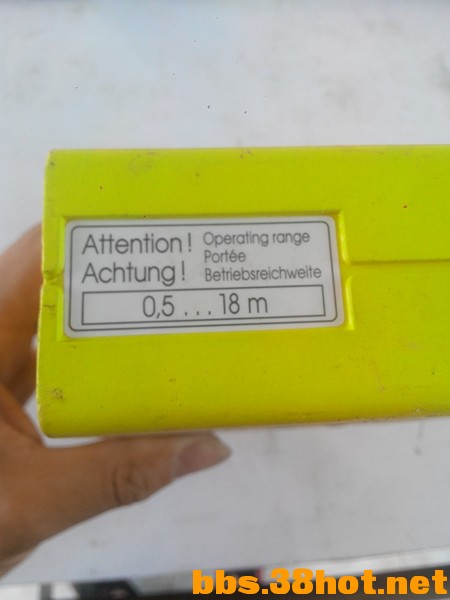 Attention! Operating range
Portée
Achtung! Betriebsreichweite
0,5 . . . 18 m
bbs.38hot.net